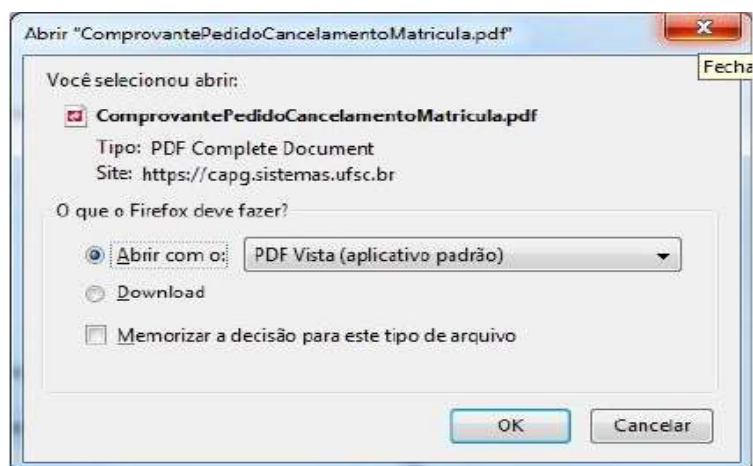 Abrir "ComprovantePedidoCancelamentoMatricula.pdf"
Fecha
Você selecionou abrir:
ComprovantePedidoCancelamentoMatricula.pdf
Tipo: PDF Complete Document
Site: https://capg.sistemas.ufsc.br
O que o Firefox deve fazer?
Abrir com o: PDF Vista (aplicativo padrão)
Download
Memorizar a decisão para este tipo de arquivo
OK Cancelar